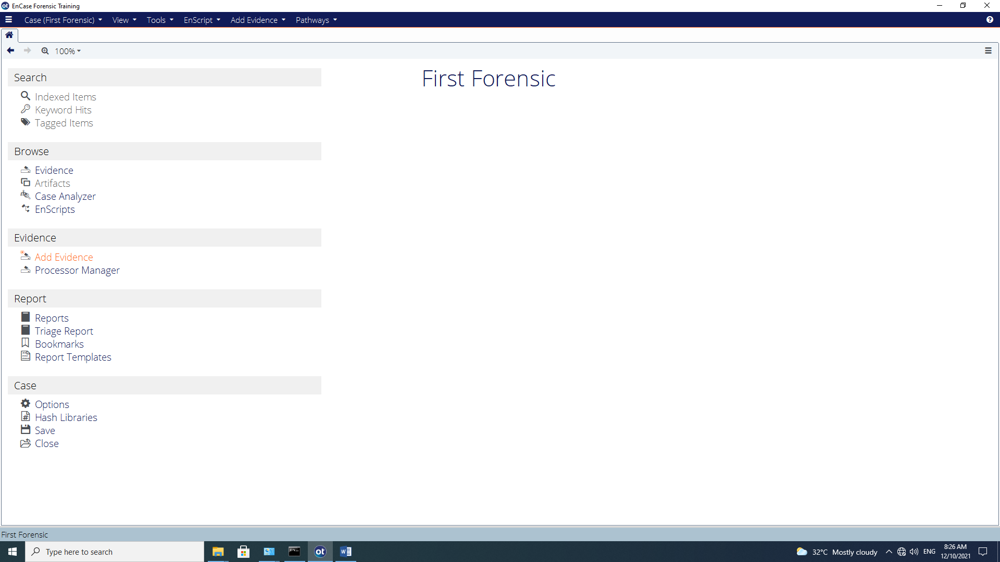 EnCase Forensic Training
Case (First Forensic) View Tools EnScript Add Evidence Pathways
100%
First Forensic
Search
Indexed Items
Keyword Hits
Tagged Items
Browse
Evidence
Artifacts
Case Analyzer
EnScripts
Evidence
Add Evidence
Processor Manager
Report
Reports
Triage Report
Bookmarks
Report Templates
Case
Options
Hash Libraries
Save
Close
First Forensic
Type here to search
ot
32°C Mostly cloudy
ENG
8:26 AM
12/10/2021